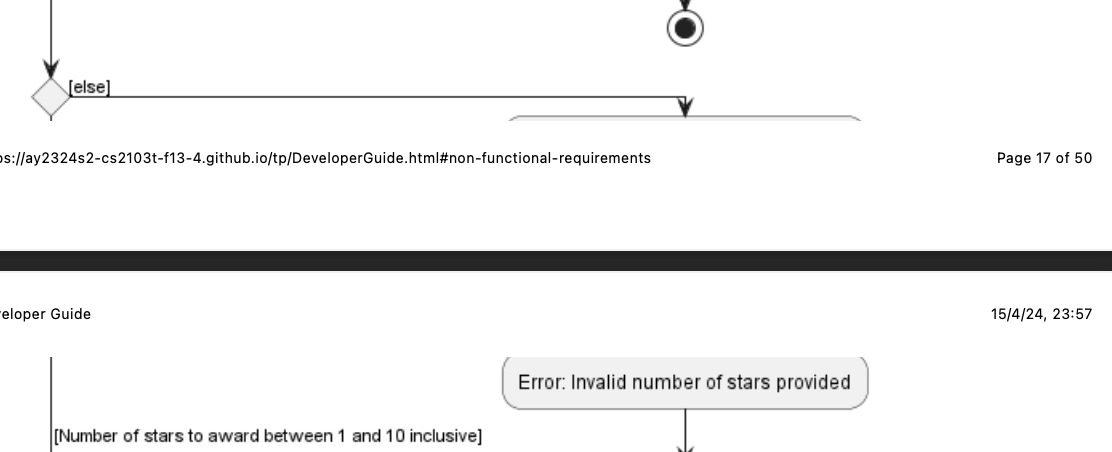 [else]
ps://ay2324s2-cs2103t-f13-4.github.io/tp/DeveloperGuide.html#non-functional-requirements
Page 17 of 50
veloper Guide
15/4/24, 23:57
Error: Invalid number of stars provided
[Number of stars to award between 1 and 10 inclusive]